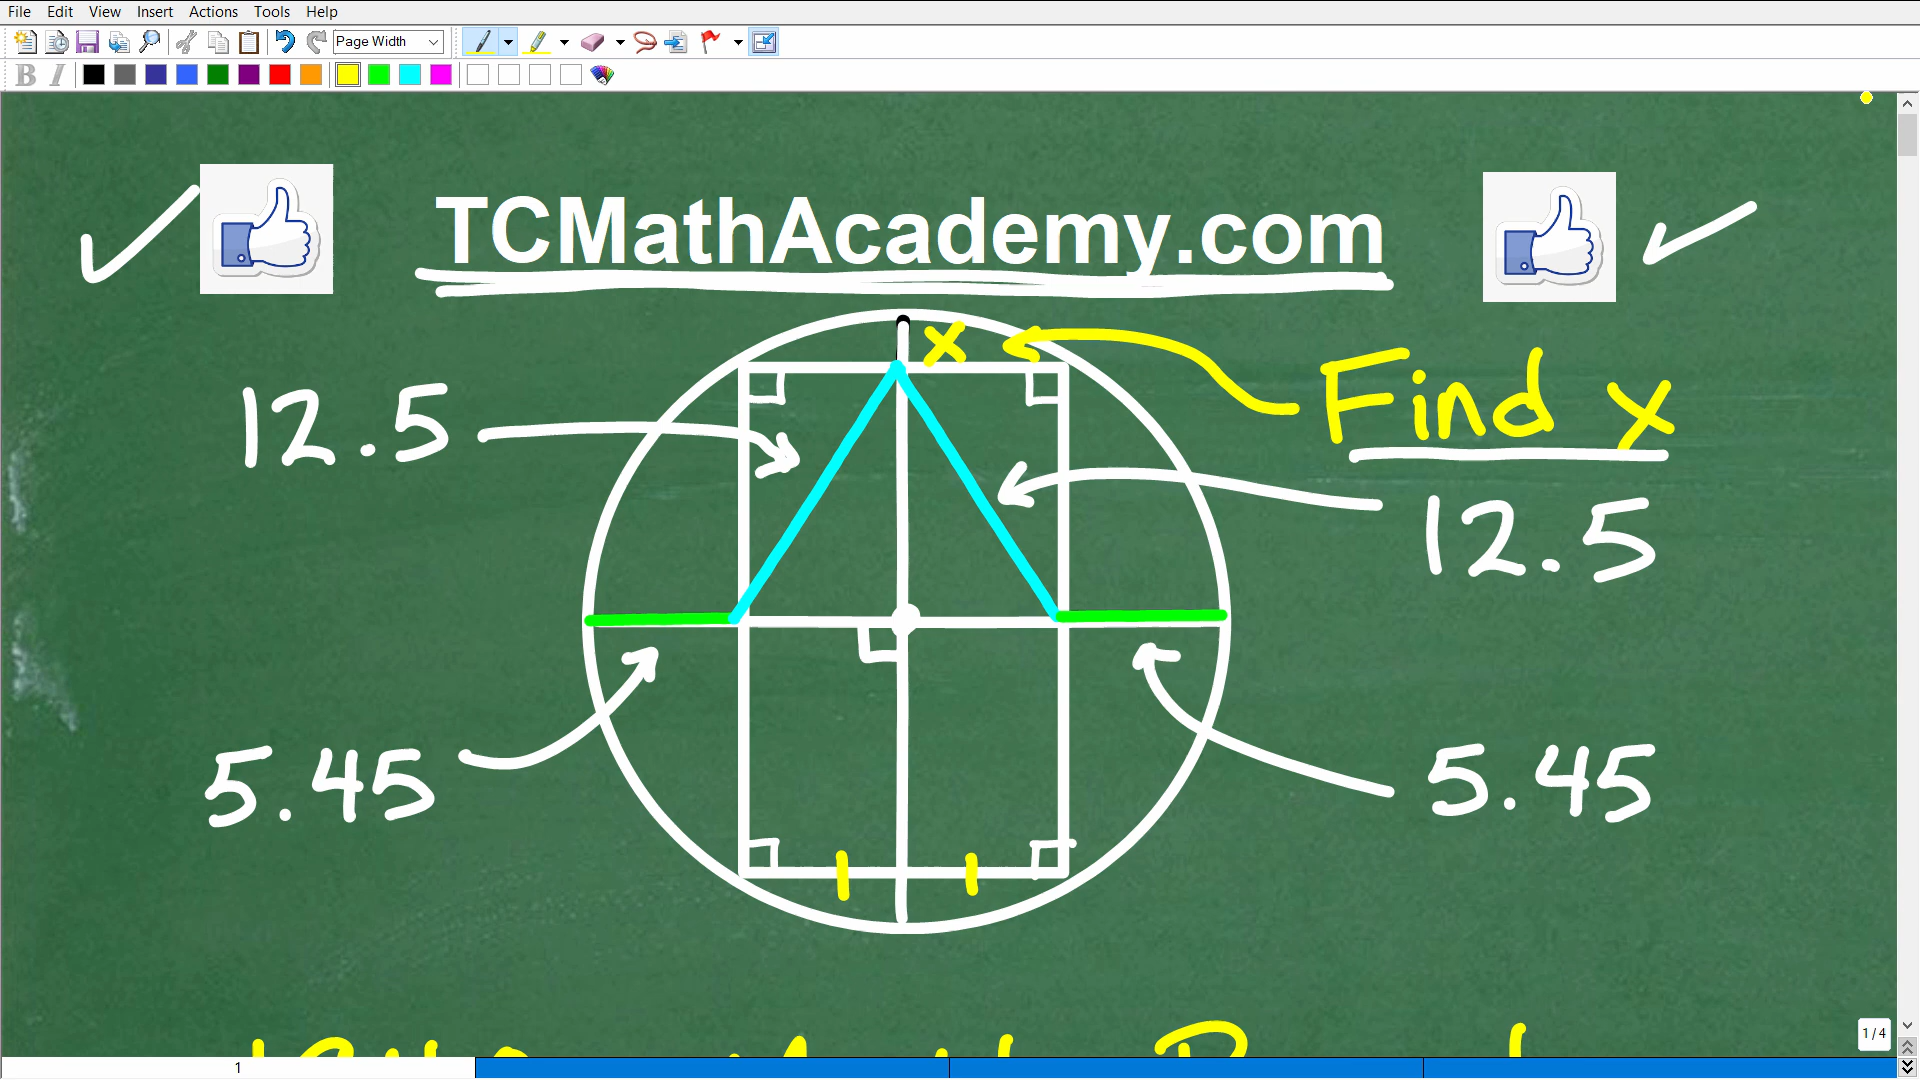 File Edit View Insert Actions Tools Help
Page Width
B I
TCMathAcademy.com
x
Find x
12.5
12.5
5.45
5.45
1/4
1